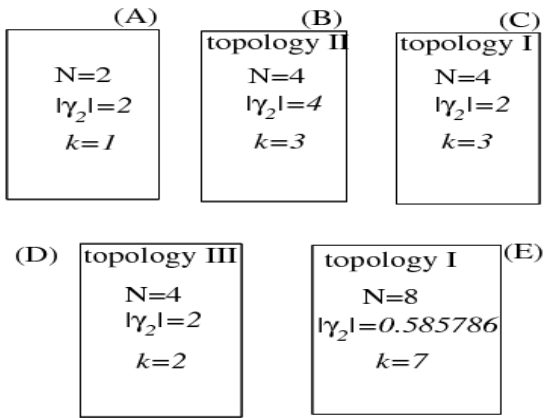 (A)
N=2
|γ₂|=2
k=1
(B)
topology II
N=4
|γ₂|=4
k=3
(C)
topology I
N=4
|γ₂|=2
k=3
(D)
topology III
N=4
|γ₂|=2
k=2
(E)
topology I
N=8
|γ₂|=0.585786
k=7